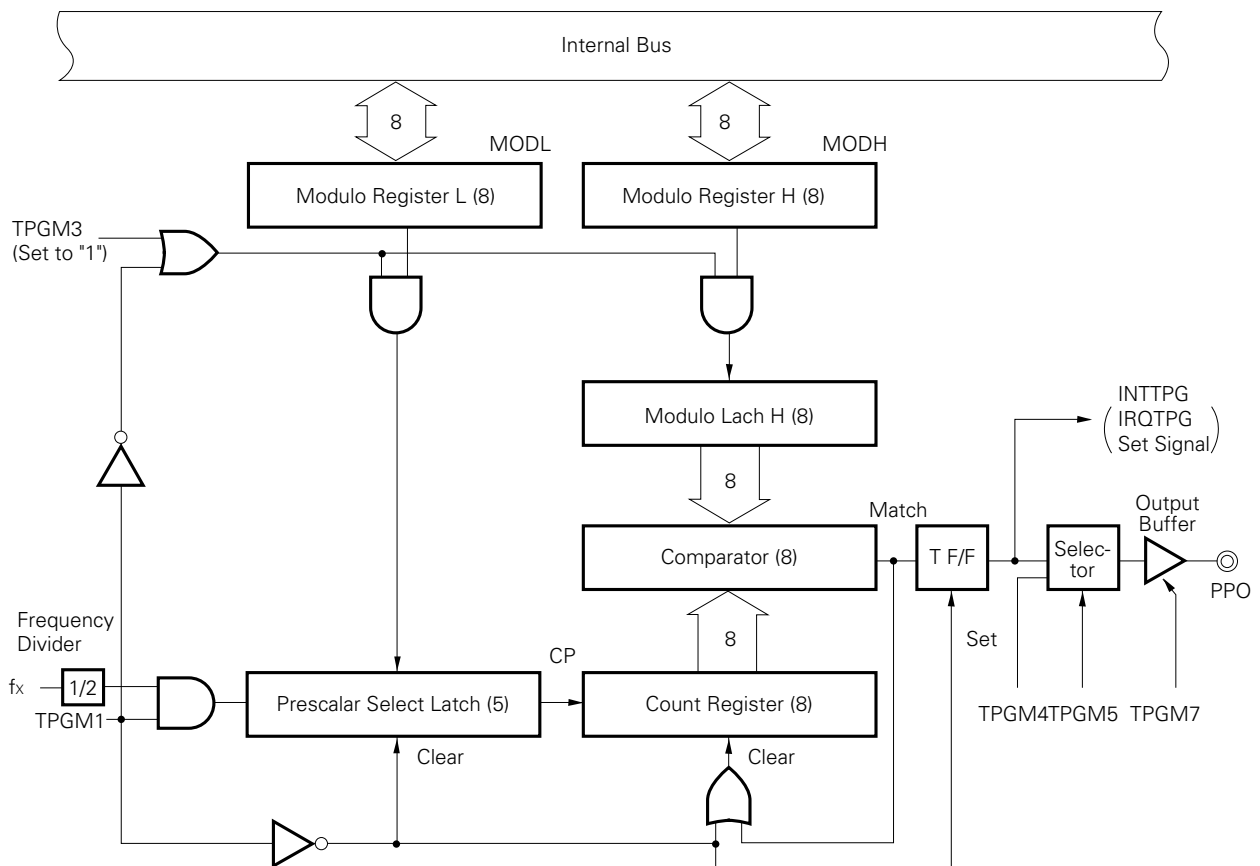 Internal Bus
8
8
MODL
MODH
Modulo Register L (8)
Modulo Register H (8)
TPGM3
(Set to "1")
Modulo Lach H (8)
INTTPG
IRQTPG
Set Signal
8
Match
Output
Buffer
Comparator (8)
T F/F
Selec-
tor
PPO
Frequency
Divider
8
Set
CP
fX
1/2
Prescalar Select Latch (5)
Count Register (8)
TPGM1
TPGM4
TPGM5
TPGM7
Clear
Clear